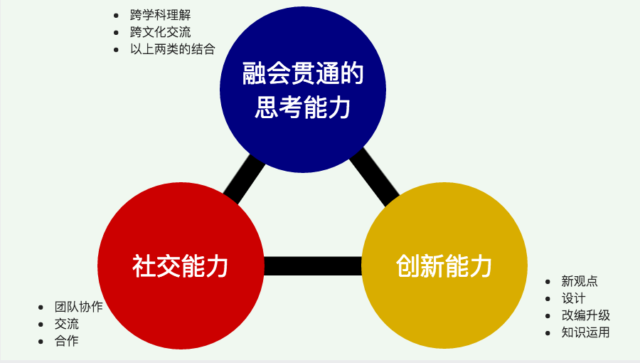 跨学科理解
跨文化交流
以上两类的结合
融会贯通的
思考能力
社交能力
创新能力
团队协作
交流
合作
新观点
设计
改编升级
知识运用